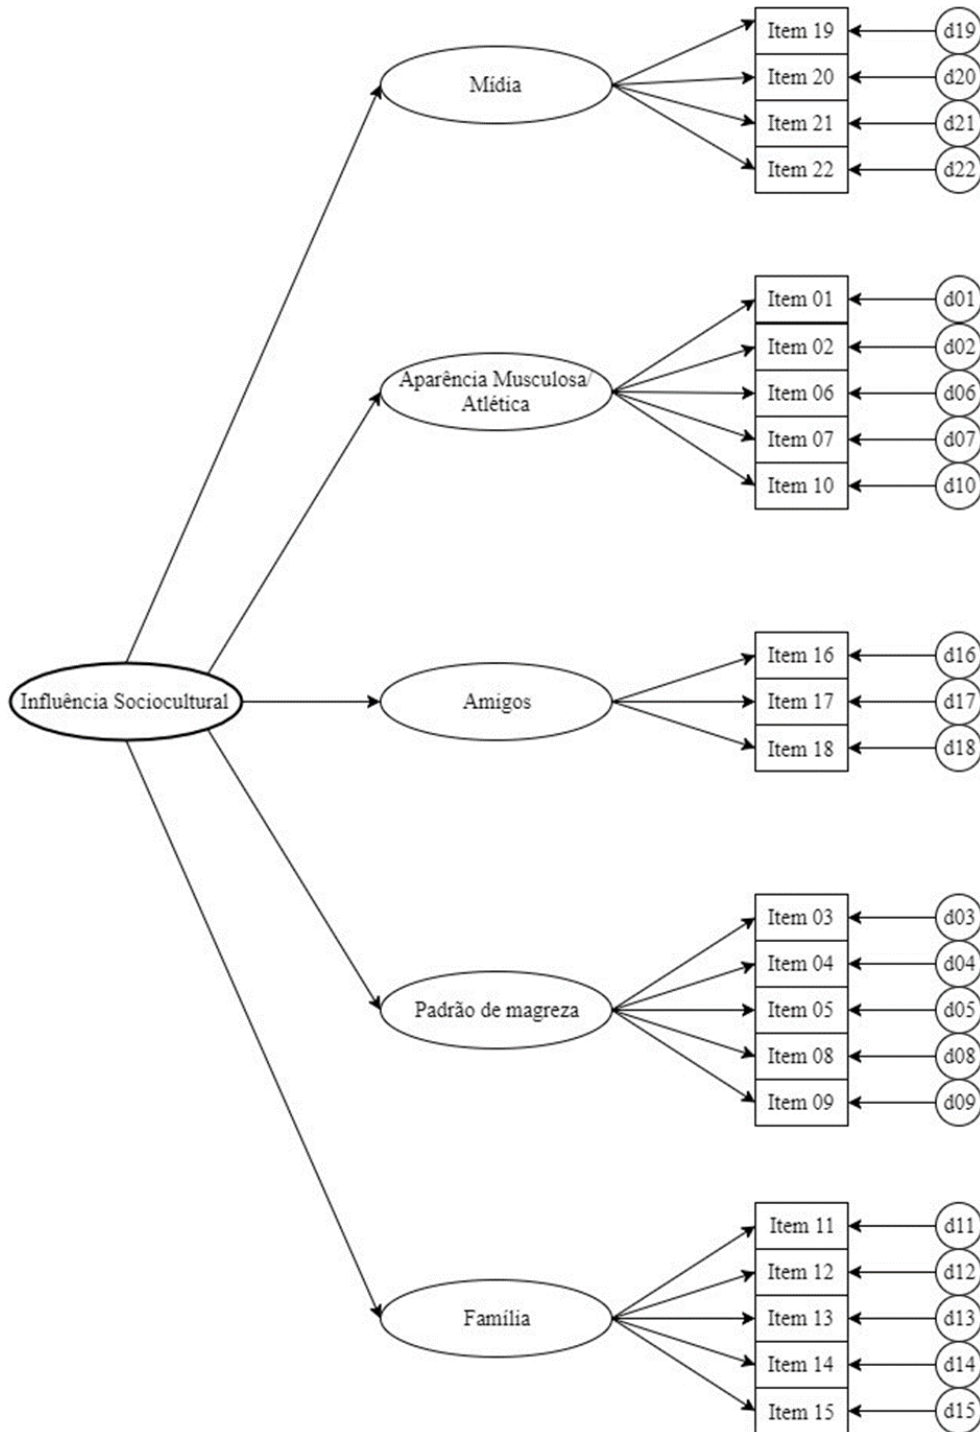 Mídia
Item 19
d19
Item 20
d20
Item 21
d21
Item 22
d22
Aparência Musculosa/
Atlética
Item 01
d01
Item 02
d02
Item 06
d06
Item 07
d07
Item 10
d10
Influência Sociocultural
Amigos
Item 16
d16
Item 17
d17
Item 18
d18
Padrão de magreza
Item 03
d03
Item 04
d04
Item 05
d05
Item 08
d08
Item 09
d09
Família
Item 11
d11
Item 12
d12
Item 13
d13
Item 14
d14
Item 15
d15